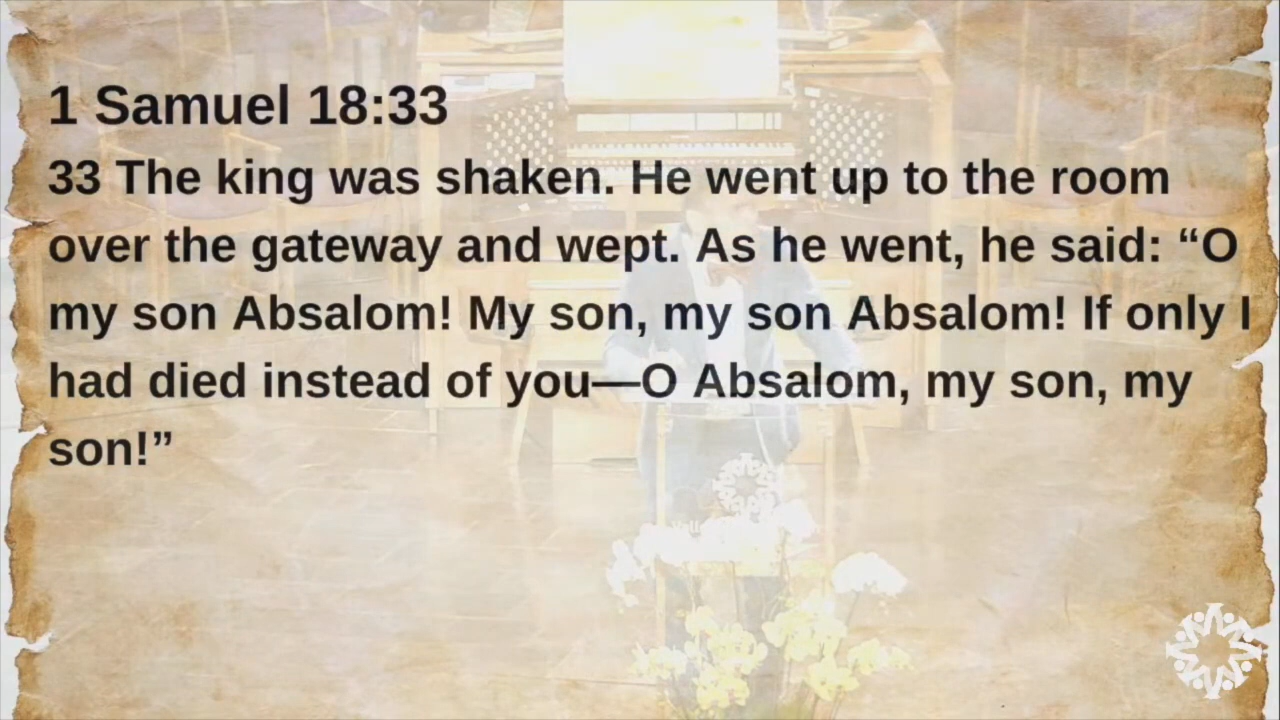 1 Samuel 18:33
33 The king was shaken. He went up to the room
over the gateway and wept. As he went, he said: “O
my son Absalom! My son, my son Absalom! If only I
had died instead of you—O Absalom, my son, my
son!”